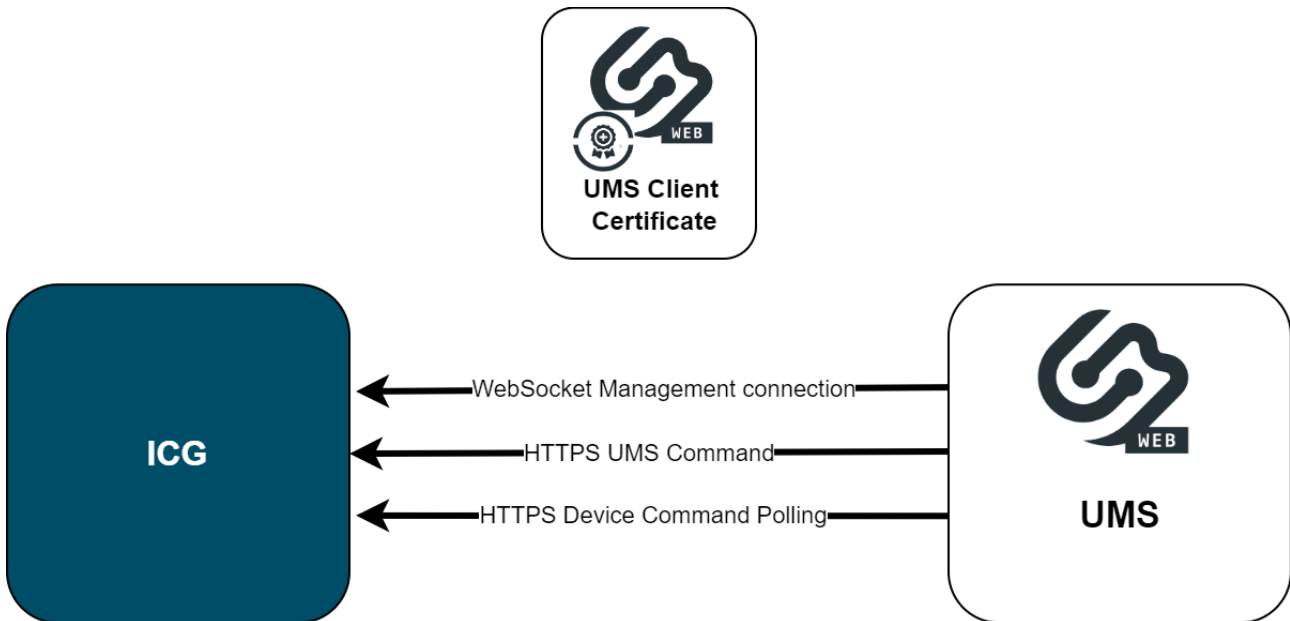 WEB
UMS Client
Certificate
WebSocket Management connection
ICG
HTTPS UMS Command
WEB
HTTPS Device Command Polling
UMS